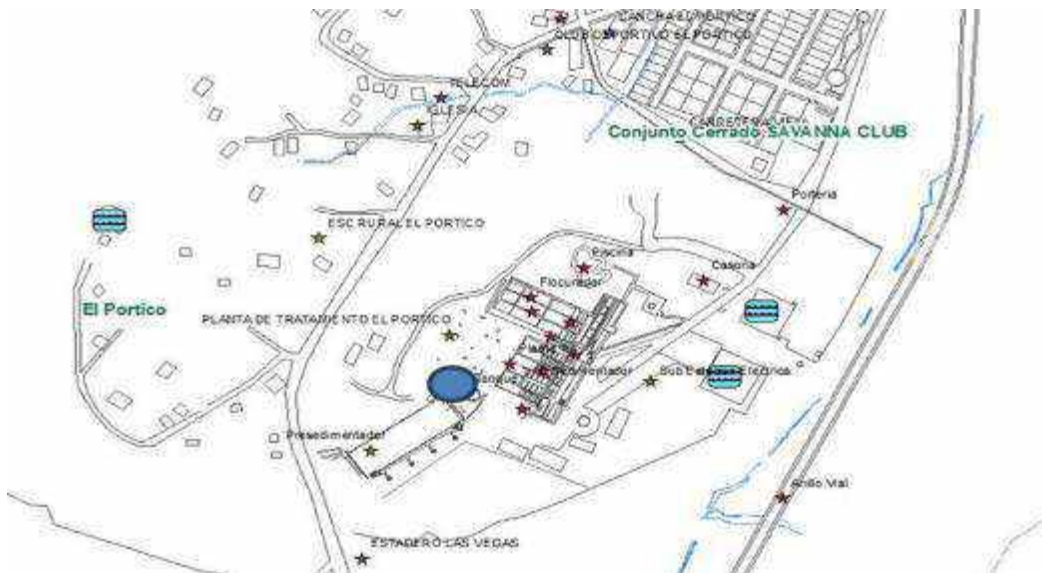 CANCHA EL PORTICO
CLUB DEPORTIVO EL PORTICO
TELECOM
IGLESIA
CARRETERA VIEJA
Conjunto Cerrado SAVANNA CLUB
Porteria
ESC RURAL EL PORTICO
Piscina
Casona
Floculador
El Portico
PLANTA DE TRATAMIENTO EL PORTICO
Tanque
Sedimentador
Sub Estacion Electrica
Presedimentador
Anillo Vial
ESTADERO LAS VEGAS